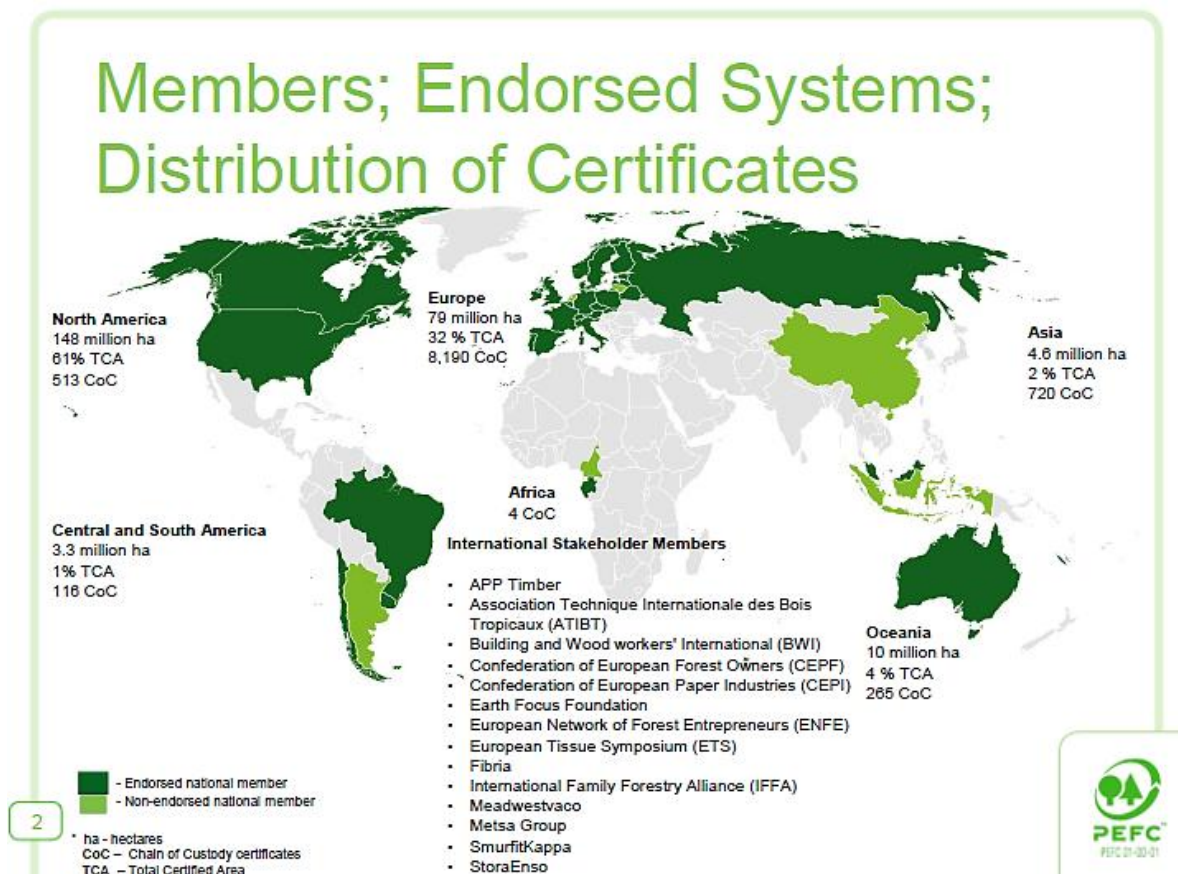 Members; Endorsed Systems;
Distribution of Certificates
North America
148 million ha
61% TCA
513 CoC
Europe
79 million ha
32 % TCA
8,190 CoC
Asia
4.6 million ha
2 % TCA
720 CoC
Africa
4 CoC
Central and South America
3.3 million ha
1% TCA
116 CoC
Oceania
10 million ha
4 % TCA
265 CoC
International Stakeholder Members
• APP Timber
• Association Technique Internationale des Bois
Tropicaux (ATIBT)
• Building and Wood workers' International (BWI)
• Confederation of European Forest Owners (CEPF)
• Confederation of European Paper Industries (CEPI)
• Earth Focus Foundation
• European Network of Forest Entrepreneurs (ENFE)
• European Tissue Symposium (ETS)
• Fibria
• International Family Forestry Alliance (IFFA)
• Meadwestvaco
• Metsa Group
• SmurfitKappa
• StoraEnso
- Endorsed national member
- Non-endorsed national member
2
* ha - hectares
CoC – Chain of Custody certificates
TCA – Total Certified Area
PEFC™
PEFC 01-00-01